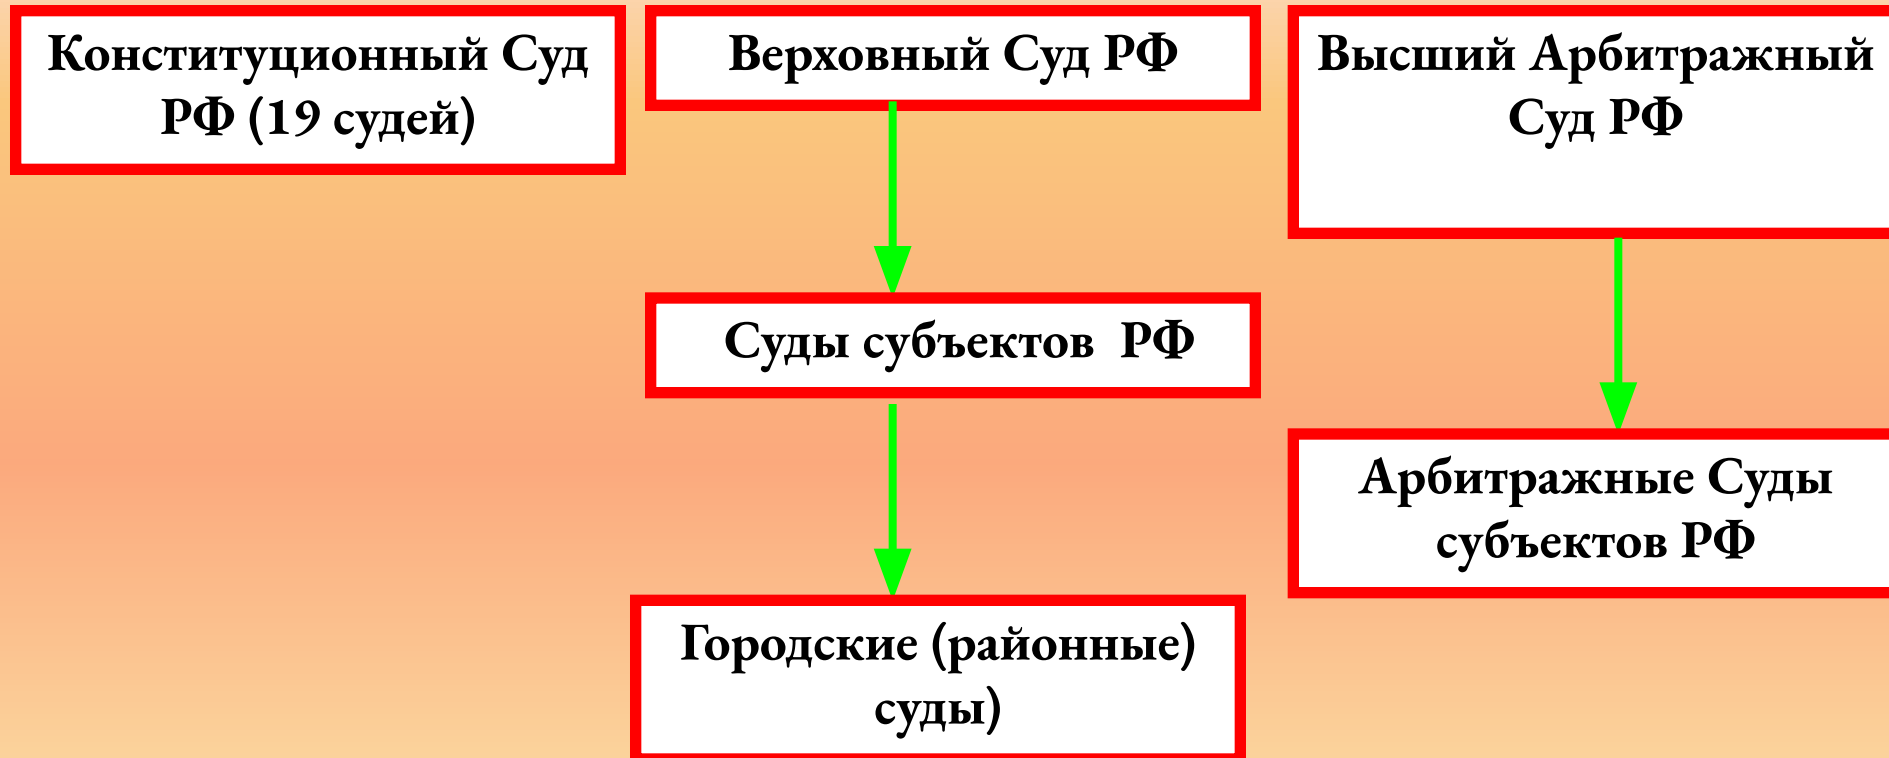 Конституционный Суд
РФ (19 судей)
Верховный Суд РФ
Высший Арбитражный
Суд РФ
Суды субъектов РФ
Арбитражные Суды
субъектов РФ
Городские (районные)
суды)